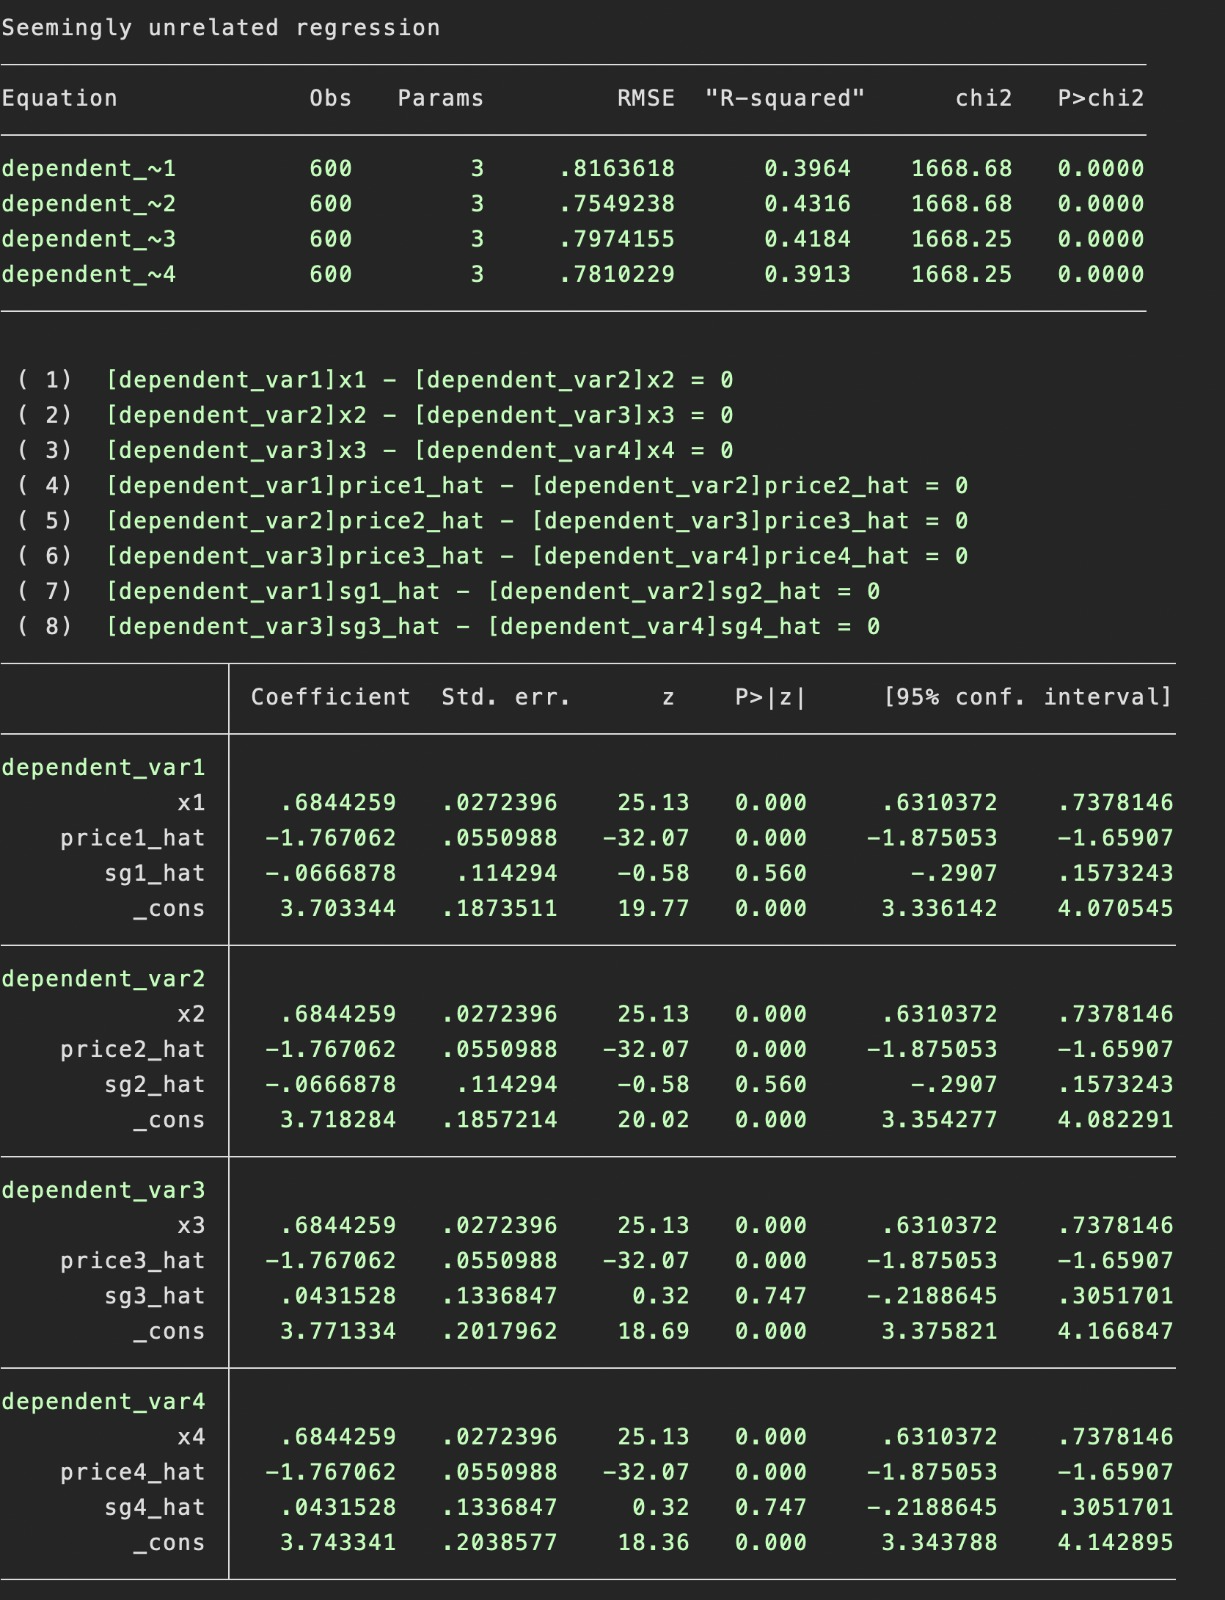 Seemingly unrelated regression
Equation Obs Params RMSE "R-squared" chi2 P>chi2
dependent_~1 600 3 .8163618 0.3964 1668.68 0.0000
dependent_~2 600 3 .7549238 0.4316 1668.68 0.0000
dependent_~3 600 3 .7974155 0.4184 1668.25 0.0000
dependent_~4 600 3 .7810229 0.3913 1668.25 0.0000
( 1) [dependent_var1]x1 - [dependent_var2]x2 = 0
( 2) [dependent_var2]x2 - [dependent_var3]x3 = 0
( 3) [dependent_var3]x3 - [dependent_var4]x4 = 0
( 4) [dependent_var1]price1_hat - [dependent_var2]price2_hat = 0
( 5) [dependent_var2]price2_hat - [dependent_var3]price3_hat = 0
( 6) [dependent_var3]price3_hat - [dependent_var4]price4_hat = 0
( 7) [dependent_var1]sg1_hat - [dependent_var2]sg2_hat = 0
( 8) [dependent_var3]sg3_hat - [dependent_var4]sg4_hat = 0
Coefficient Std. err. z P>|z| [95% conf. interval]
dependent_var1
x1 .6844259 .0272396 25.13 0.000 .6310372 .7378146
price1_hat -1.767062 .0550988 -32.07 0.000 -1.875053 -1.65907
sg1_hat -.0666878 .114294 -0.58 0.560 -.2907 .1573243
_cons 3.703344 .1873511 19.77 0.000 3.336142 4.070545
dependent_var2
x2 .6844259 .0272396 25.13 0.000 .6310372 .7378146
price2_hat -1.767062 .0550988 -32.07 0.000 -1.875053 -1.65907
sg2_hat -.0666878 .114294 -0.58 0.560 -.2907 .1573243
_cons 3.718284 .1857214 20.02 0.000 3.354277 4.082291
dependent_var3
x3 .6844259 .0272396 25.13 0.000 .6310372 .7378146
price3_hat -1.767062 .0550988 -32.07 0.000 -1.875053 -1.65907
sg3_hat .0431528 .1336847 0.32 0.747 -.2188645 .3051701
_cons 3.771334 .2017962 18.69 0.000 3.375821 4.166847
dependent_var4
x4 .6844259 .0272396 25.13 0.000 .6310372 .7378146
price4_hat -1.767062 .0550988 -32.07 0.000 -1.875053 -1.65907
sg4_hat .0431528 .1336847 0.32 0.747 -.2188645 .3051701
_cons 3.743341 .2038577 18.36 0.000 3.343788 4.142895